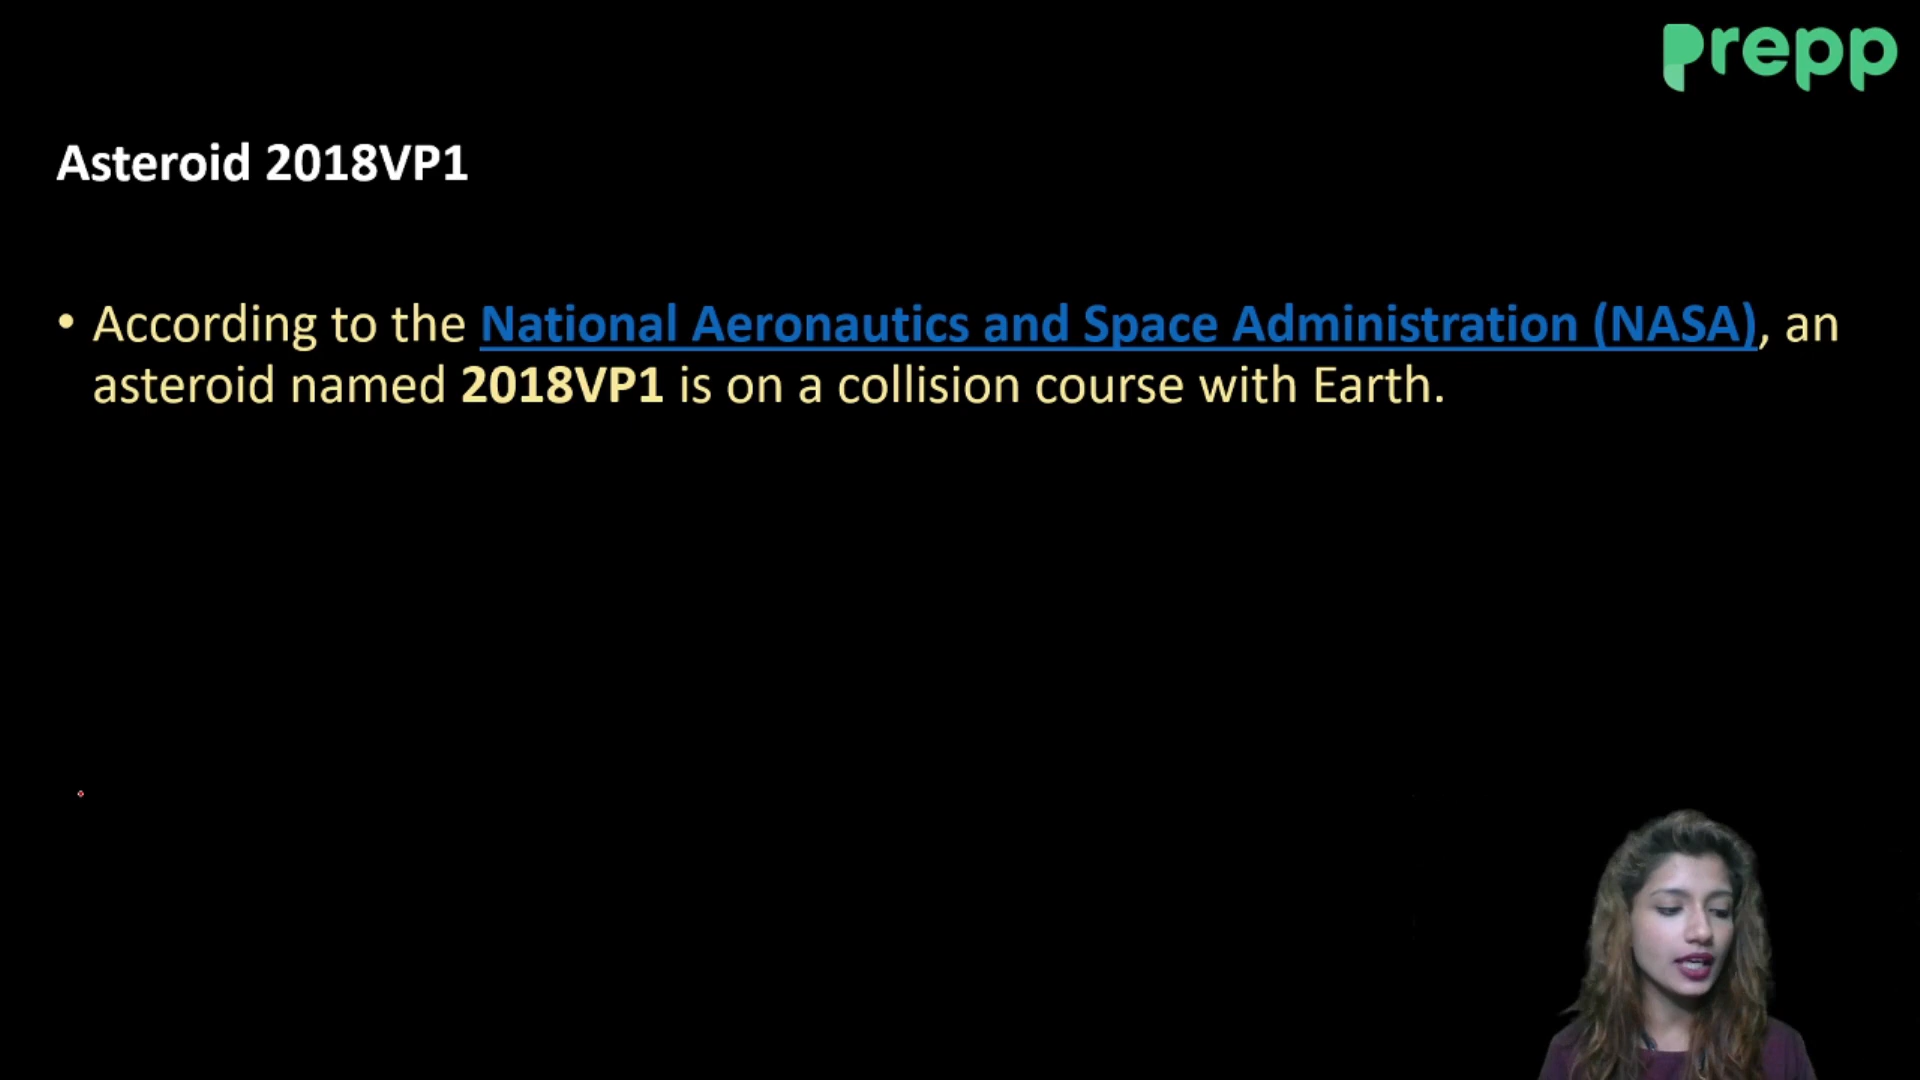 prepp
Asteroid 2018VP1
• According to the National Aeronautics and Space Administration (NASA), an
asteroid named 2018VP1 is on a collision course with Earth.